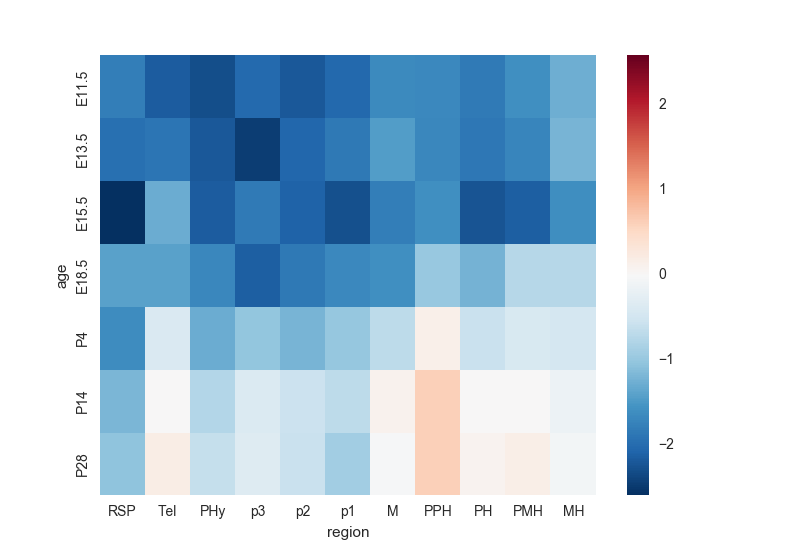 age
E11.5
E13.5
E15.5
E18.5
P4
P14
P28
RSP Tel PHy p3 p2 p1 M PPH PH PMH MH
region
2
1
0
−1
−2